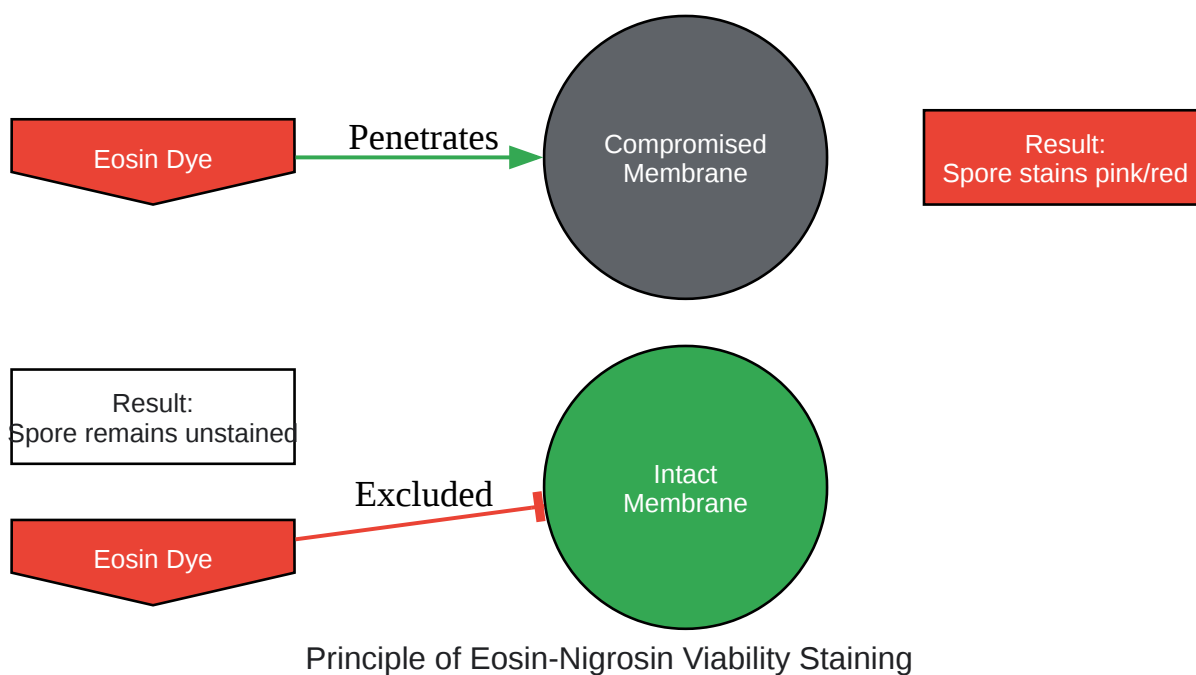 Eosin Dye
Penetrates
Compromised
Membrane
Result:
Spore stains pink/red
Result:
Spore remains unstained
Eosin Dye
Excluded
Intact
Membrane
Principle of Eosin-Nigrosin Viability Staining